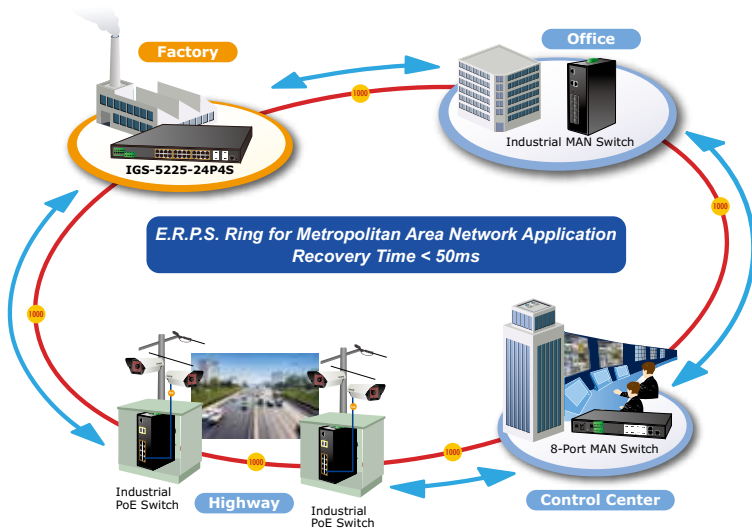 Factory
Office
1000
Industrial MAN Switch
IGS-5225-24P4S
1000
E.R.P.S. Ring for Metropolitan Area Network Application
Recovery Time < 50ms
1000
8-Port MAN Switch
1000
1000
Industrial
PoE Switch
Highway
Industrial
PoE Switch
Control Center